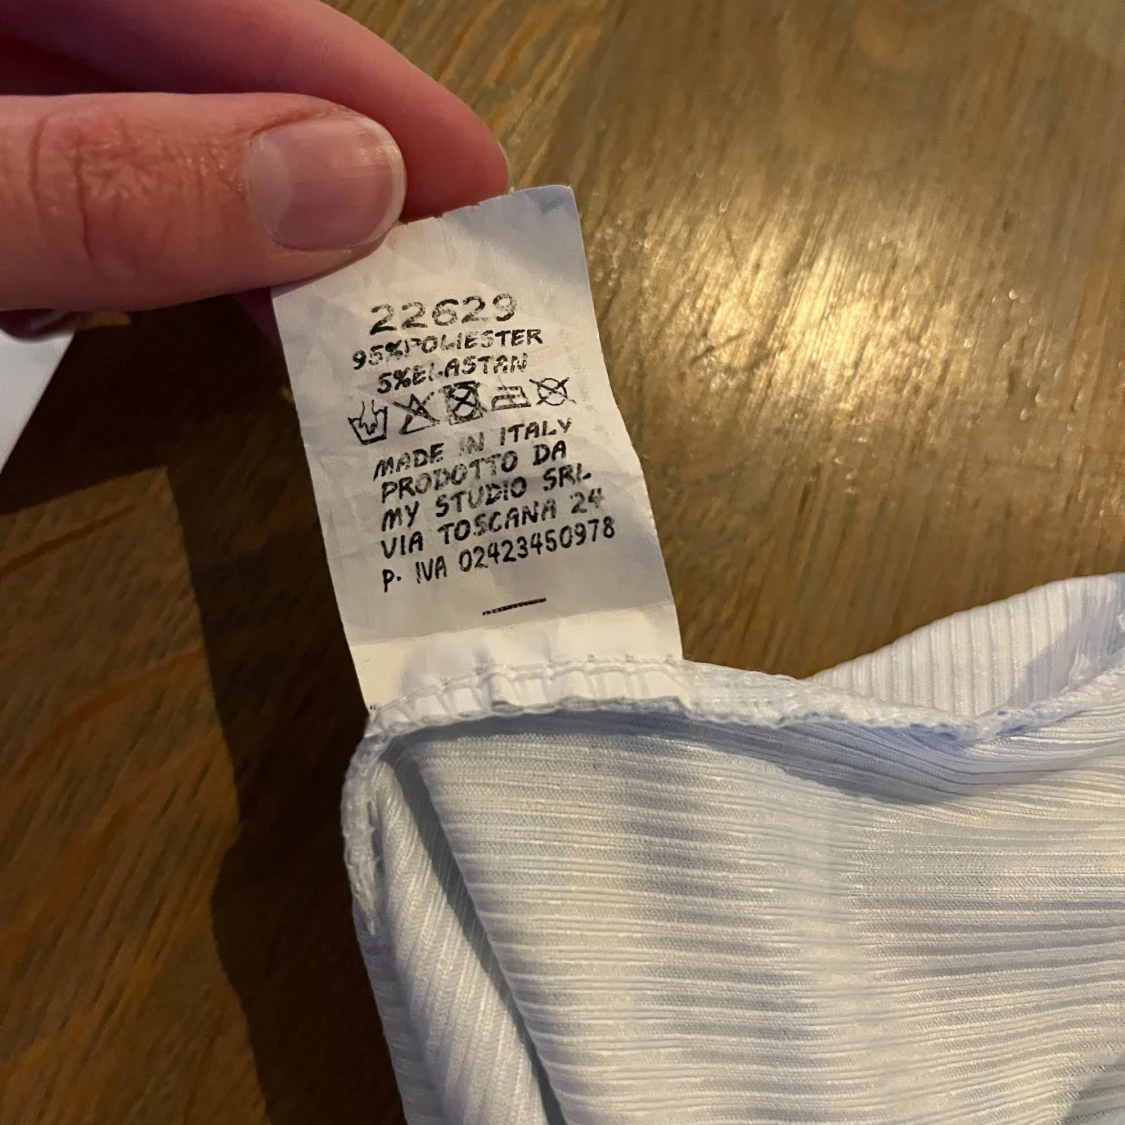 22629
95%POLIESTER
5%ELASTAN
MADE IN ITALY
PRODOTTO DA
MY STUDIO SRL
VIA TOSCANA 24
P. IVA 02423450978